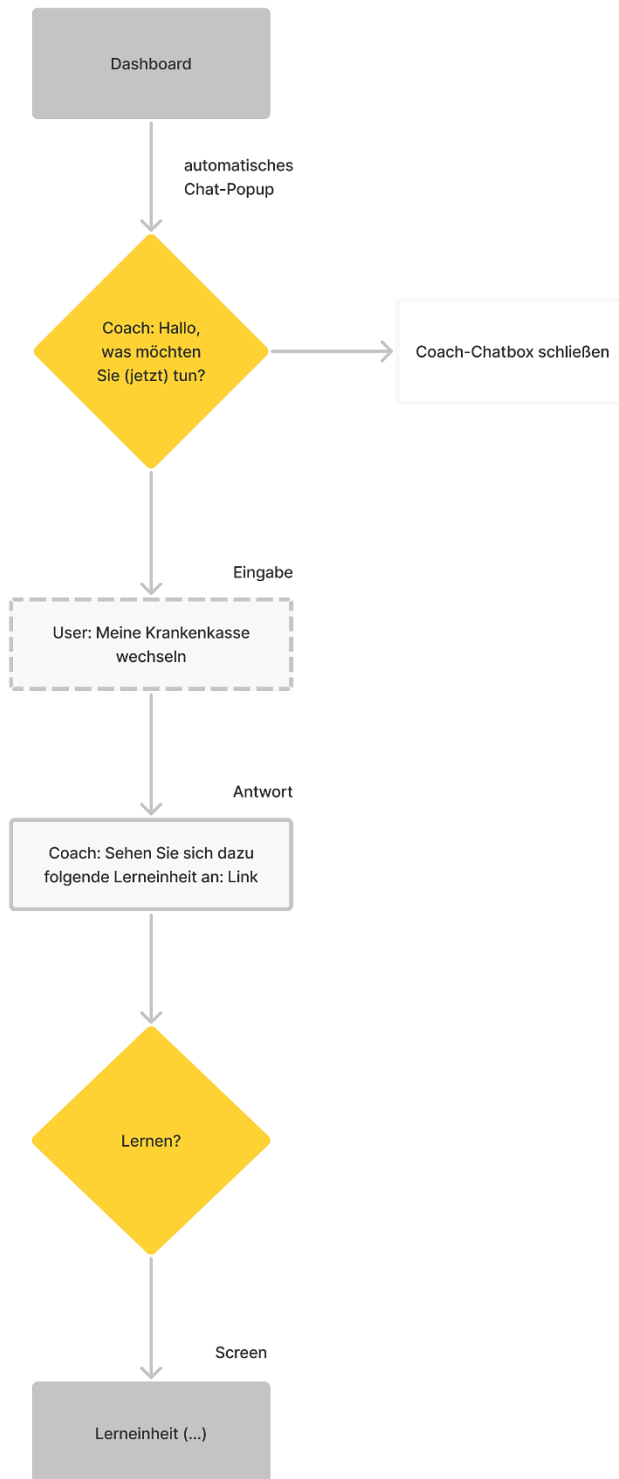 Dashboard
automatisches
Chat-Popup
Coach: Hallo,
was möchten
Sie (jetzt) tun?
Coach-Chatbox schließen
Eingabe
User: Meine Krankenkasse
wechseln
Antwort
Coach: Sehen Sie sich dazu
folgende Lerneinheit an: Link
Lernen?
Screen
Lerneinheit (...)